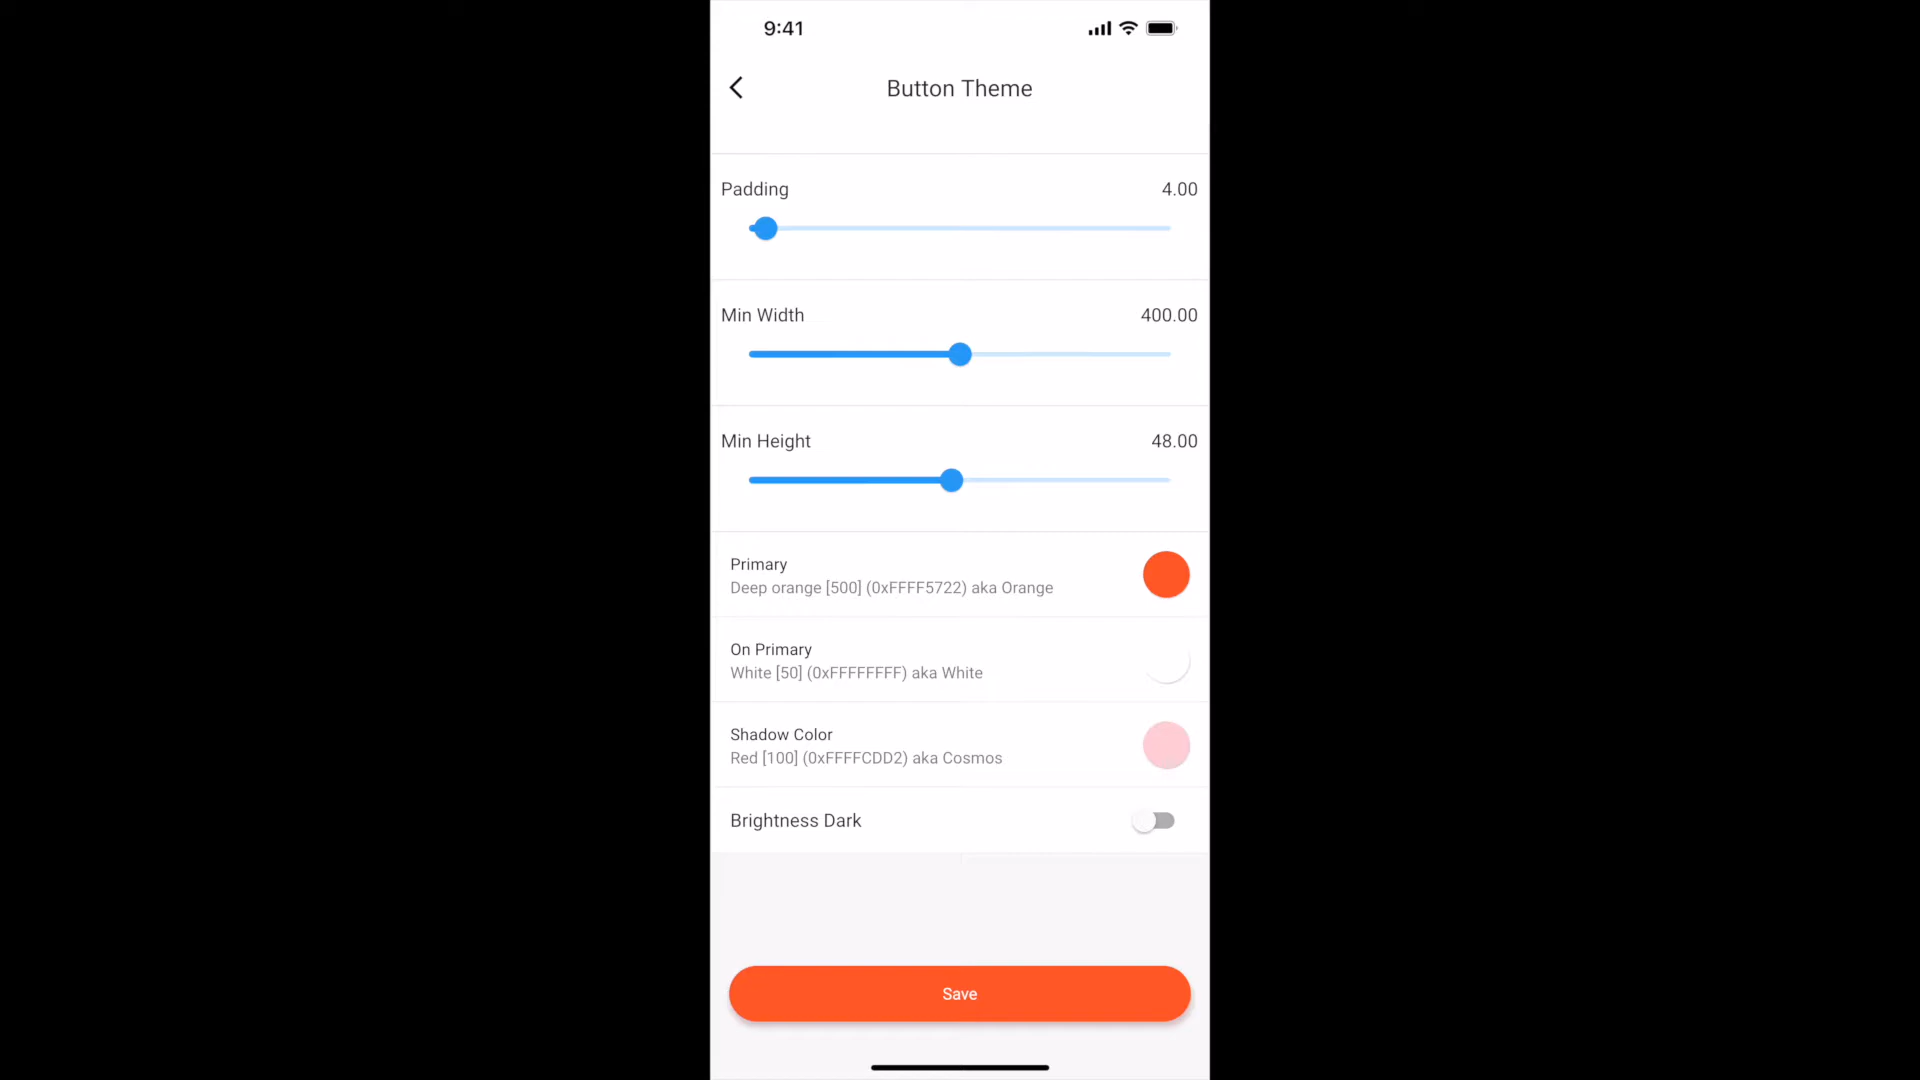 9:41
Button Theme
Padding 4.00
Min Width 400.00
Min Height 48.00
Primary
Deep orange [500] (0xFFFF5722) aka Orange
On Primary
White [50] (0xFFFFFFFF) aka White
Shadow Color
Red [100] (0xFFFFCDD2) aka Cosmos
Brightness Dark
Save